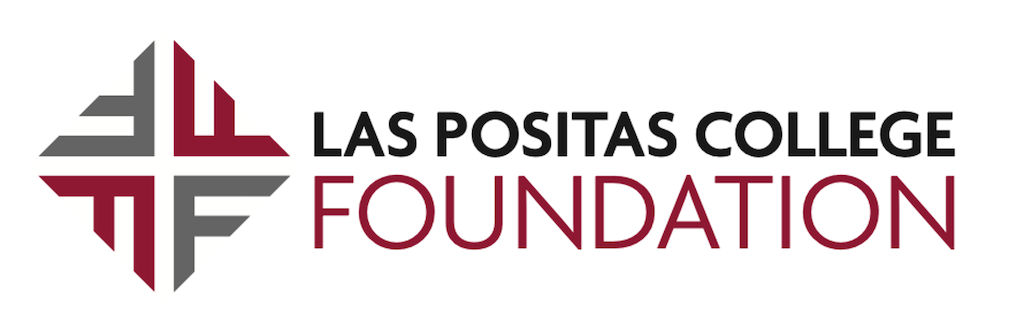 LAS POSITAS COLLEGE
FOUNDATION